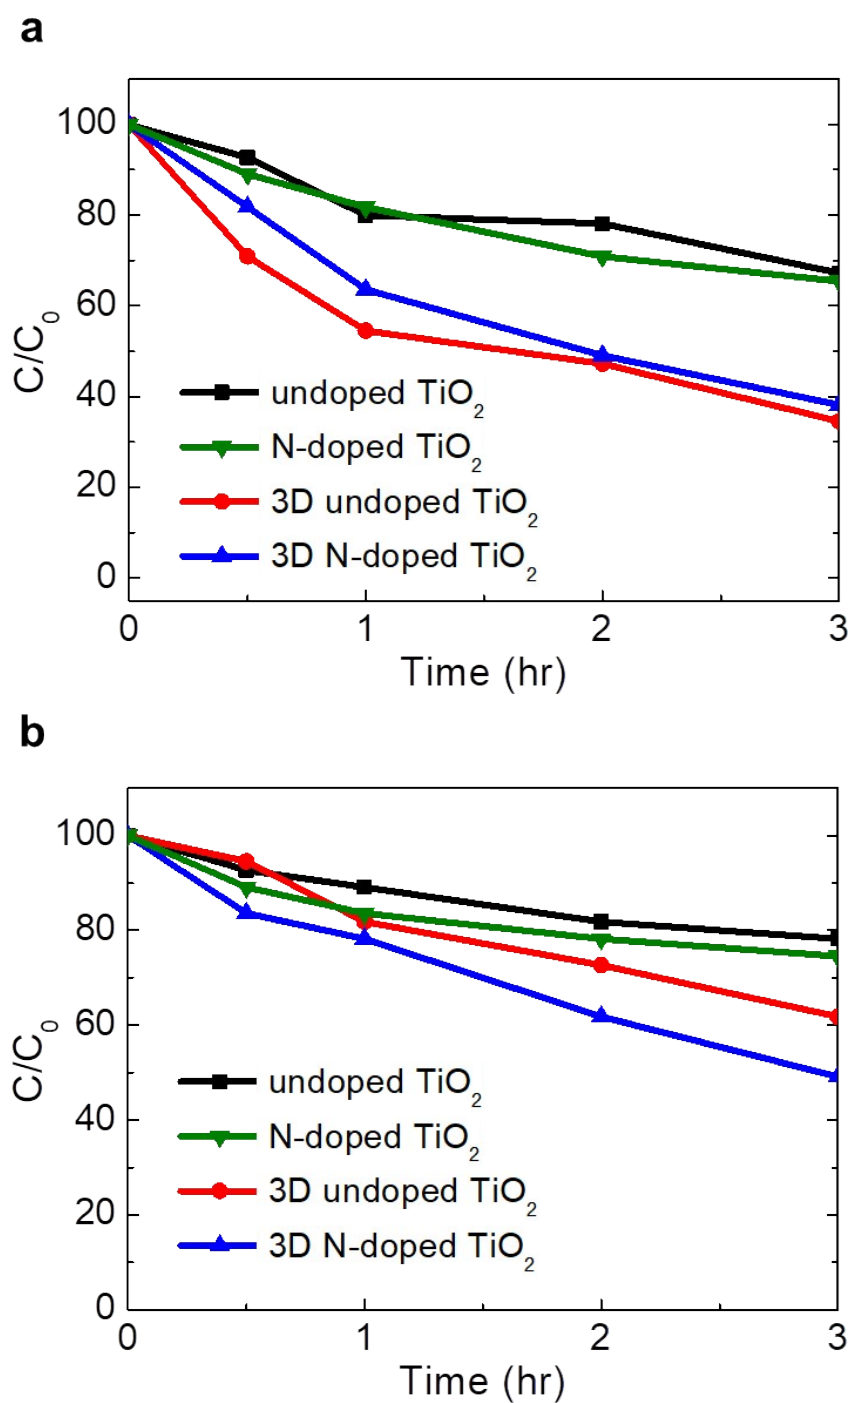 a
100
80
60
40
20
0
C/C₀
undoped TiO₂
N-doped TiO₂
3D undoped TiO₂
3D N-doped TiO₂
0 1 2 3
Time (hr)
b
100
80
60
40
20
0
C/C₀
undoped TiO₂
N-doped TiO₂
3D undoped TiO₂
3D N-doped TiO₂
0 1 2 3
Time (hr)